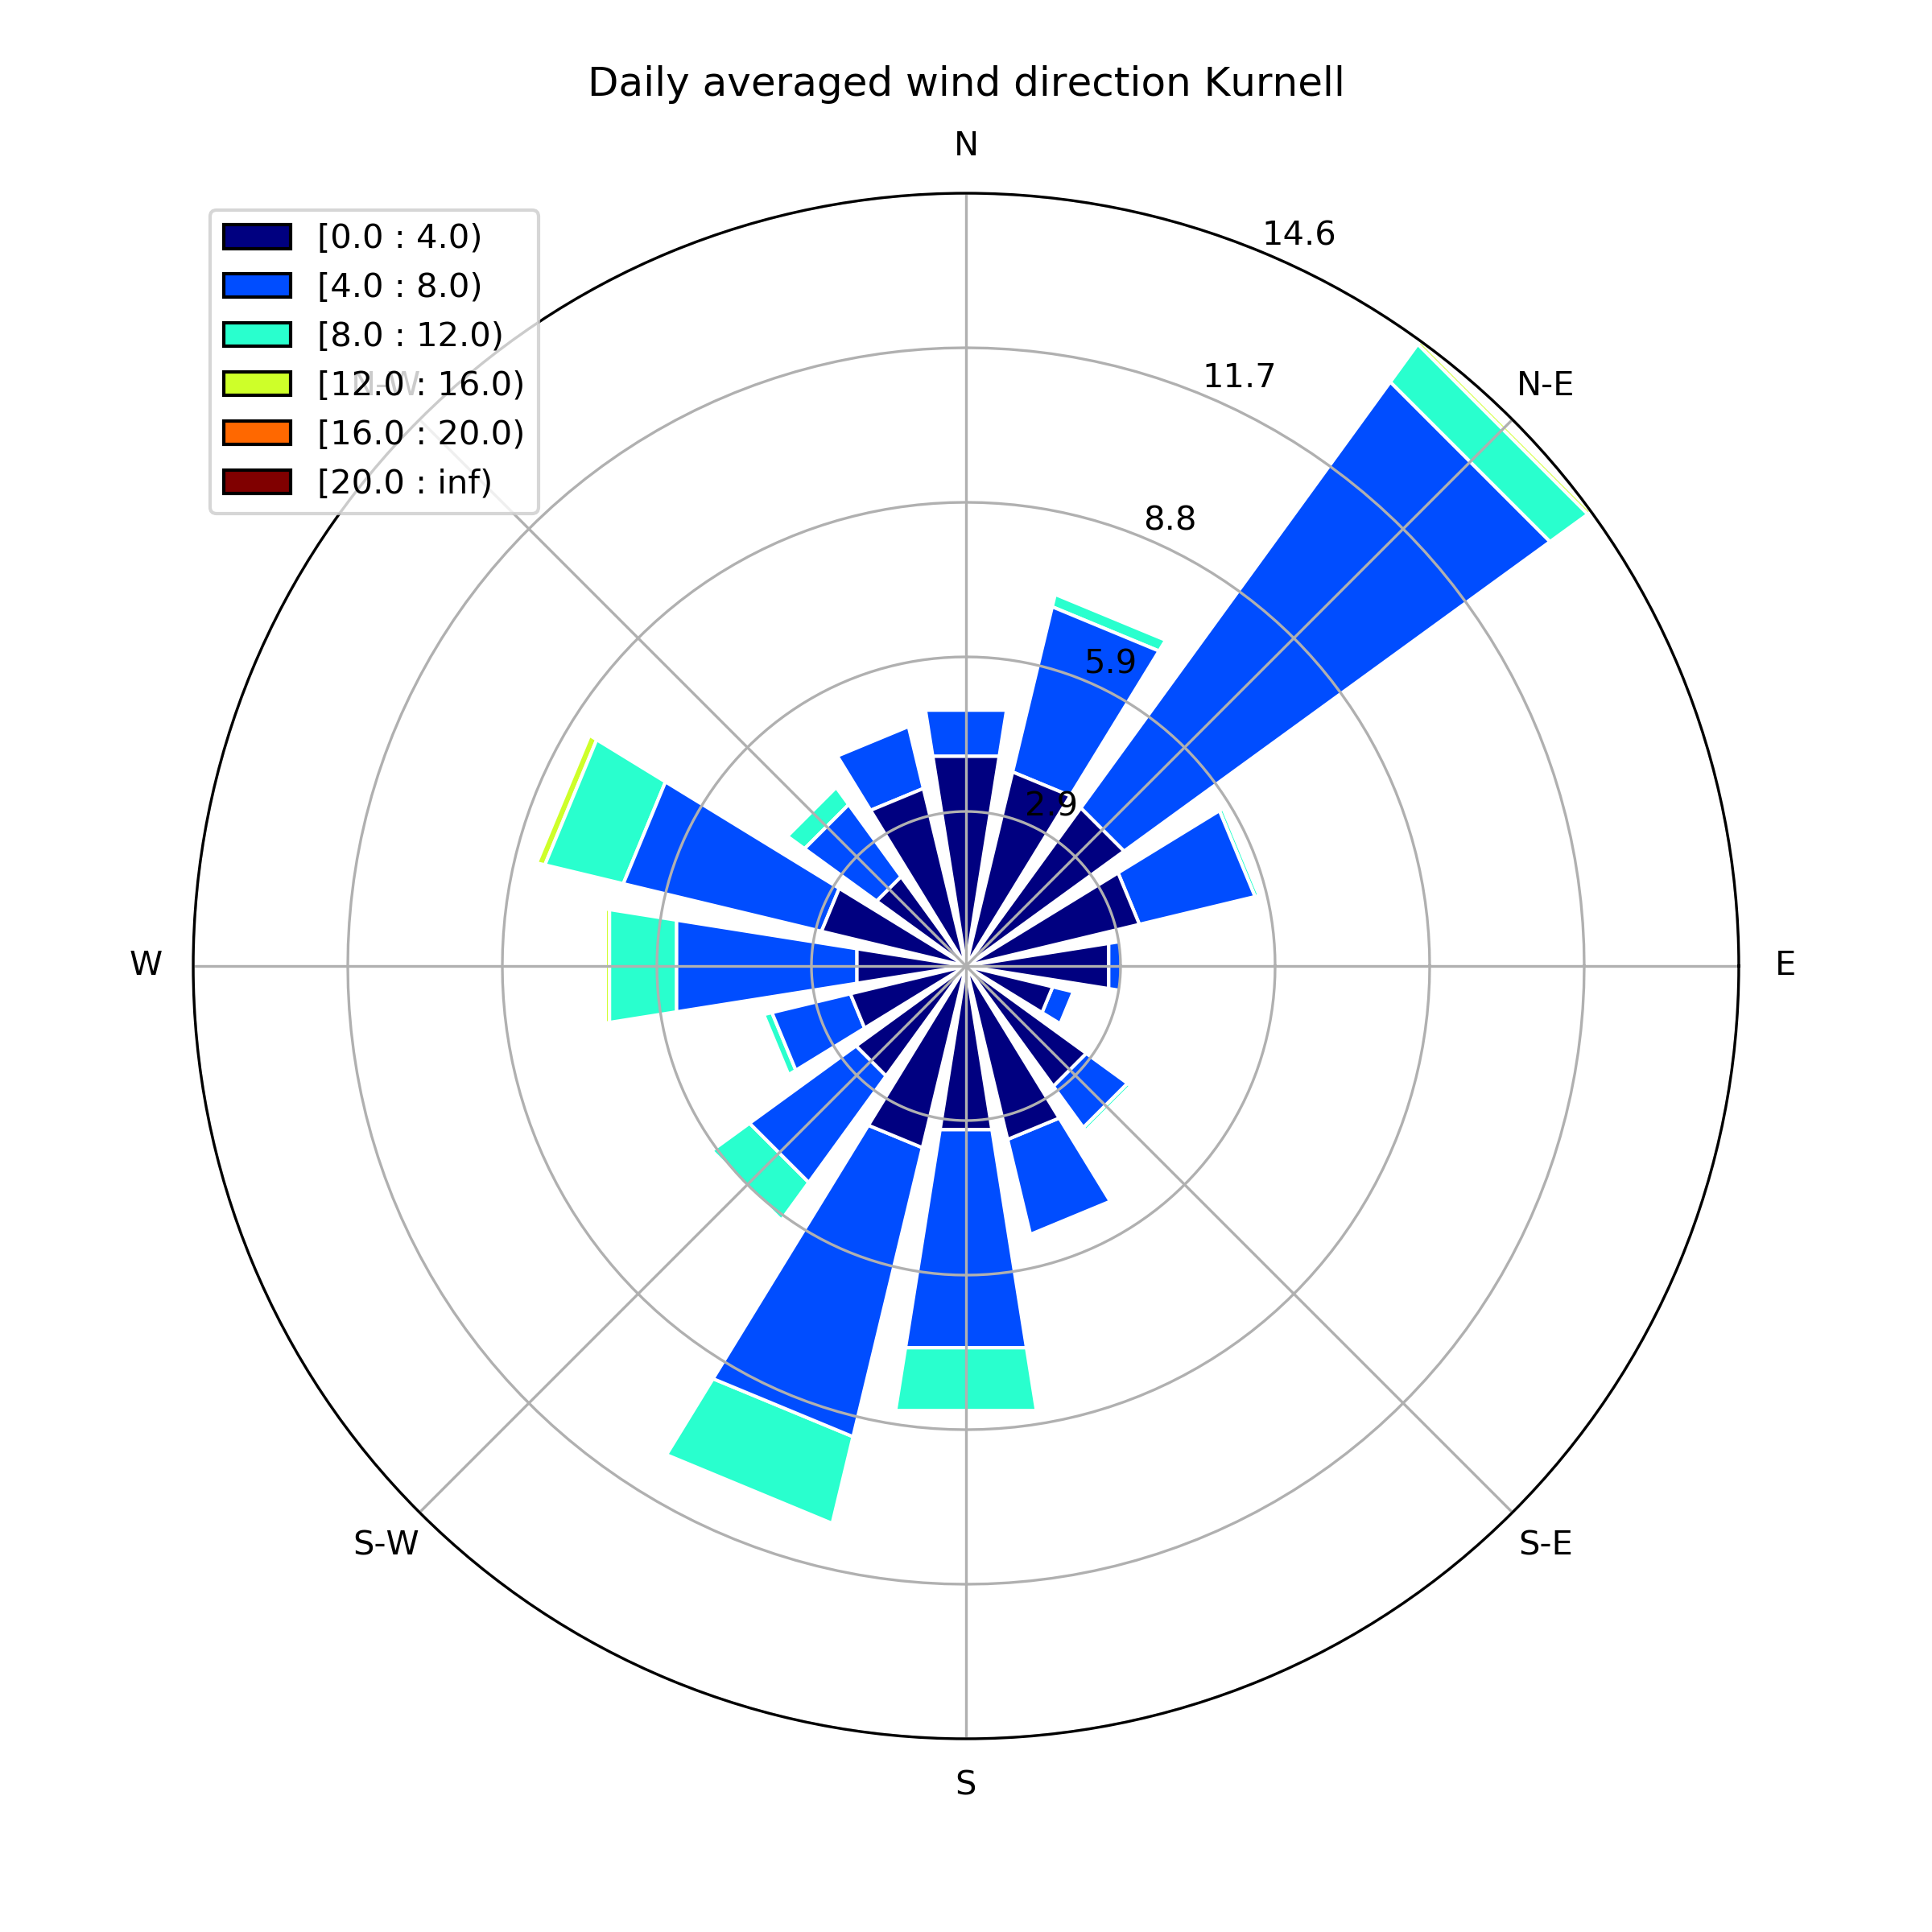 Daily averaged wind direction Kurnell
N
14.6
[0.0 : 4.0)
[4.0 : 8.0)
[8.0 : 12.0)
[12.0 : 16.0)
[16.0 : 20.0)
[20.0 : inf)
N-W
11.7
N-E
8.8
5.9
2.9
W
E
S-W
S-E
S